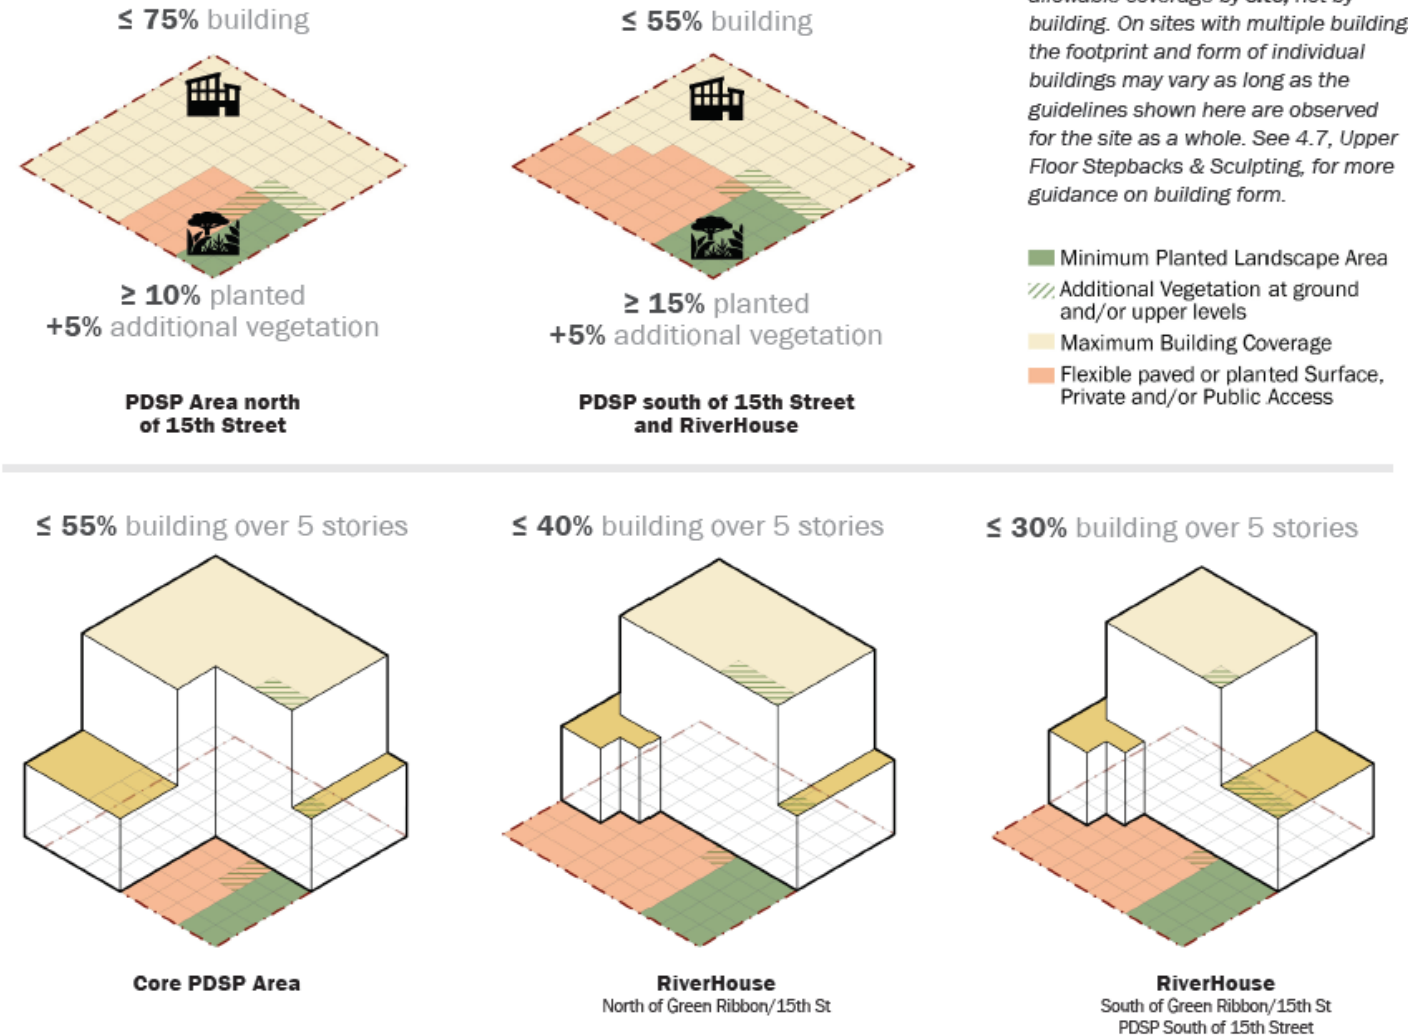 ≤ 75% building
≤ 55% building
allowable coverage by site, not by
building. On sites with multiple building
the footprint and form of individual
buildings may vary as long as the
guidelines shown here are observed
for the site as a whole. See 4.7, Upper
Floor Stepbacks & Sculpting, for more
guidance on building form.
Minimum Planted Landscape Area
Additional Vegetation at ground
and/or upper levels
Maximum Building Coverage
Flexible paved or planted Surface,
Private and/or Public Access
≥ 10% planted
+5% additional vegetation
≥ 15% planted
+5% additional vegetation
PDSP Area north
of 15th Street
PDSP south of 15th Street
and RiverHouse
≤ 55% building over 5 stories
≤ 40% building over 5 stories
≤ 30% building over 5 stories
Core PDSP Area
RiverHouse
North of Green Ribbon/15th St
RiverHouse
South of Green Ribbon/15th St
PDSP South of 15th Street